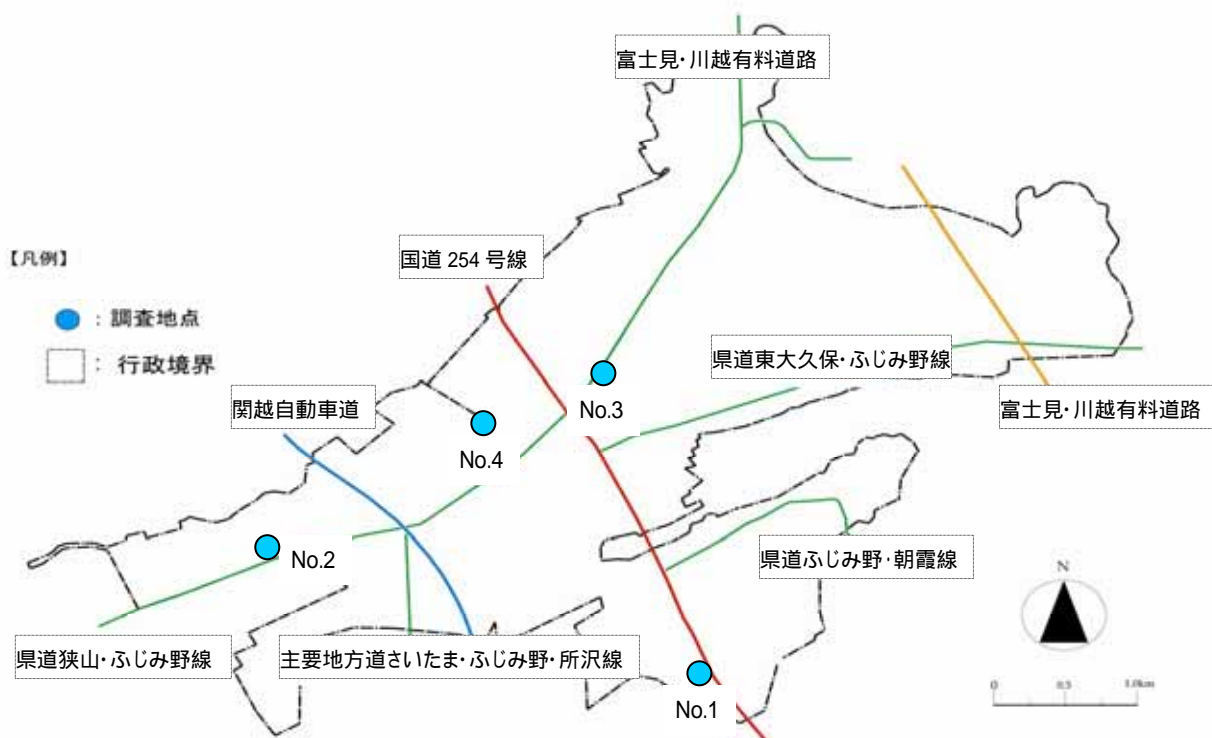 富士見・川越有料道路
国道 254 号線
【凡例】
：調査地点
：行政境界
県道東大久保・ふじみ野線
関越自動車道
No.3
富士見・川越有料道路
No.4
No.2
県道ふじみ野・朝霞線
N
県道狭山・ふじみ野線
主要地方道さいたま・ふじみ野・所沢線
No.1
0 0.5 1.0km